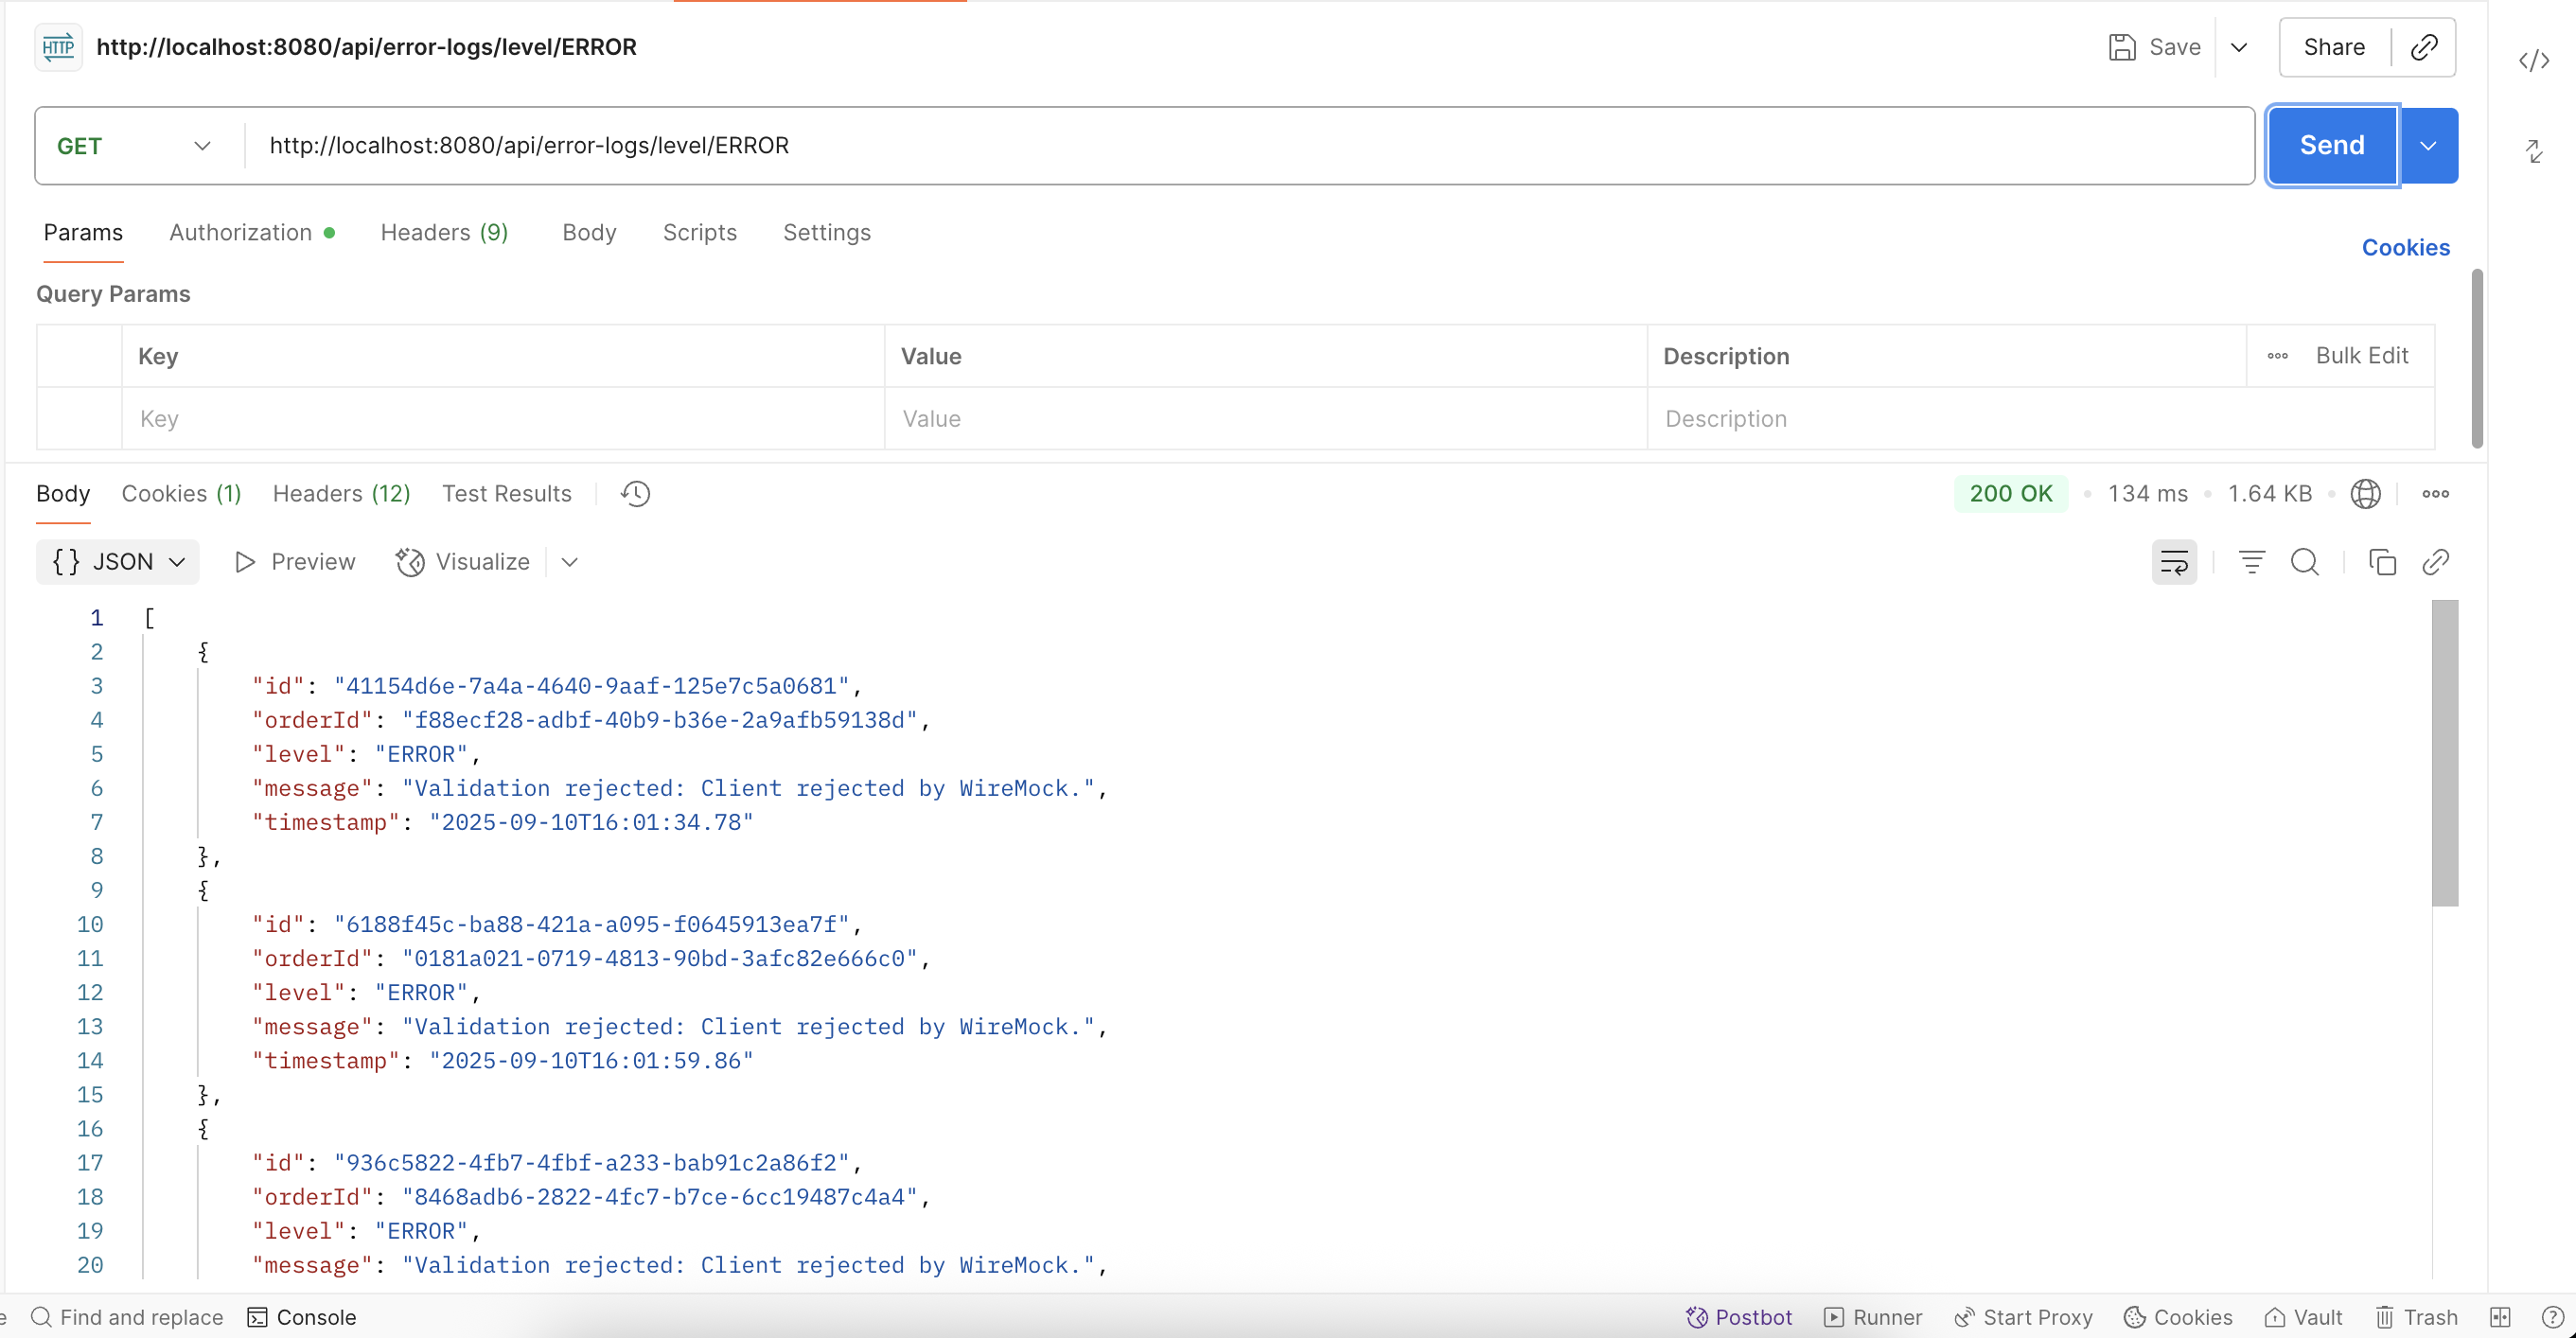 HTTP http://localhost:8080/api/error-logs/level/ERROR Save Share
GET http://localhost:8080/api/error-logs/level/ERROR Send
Params Authorization Headers (9) Body Scripts Settings
Cookies
Query Params
Key Value Description Bulk Edit
Key Value Description
Body Cookies (1) Headers (12) Test Results 200 OK 134 ms 1.64 KB
{} JSON Preview Visualize
1 [
2 {
3 "id": "41154d6e-7a4a-4640-9aaf-125e7c5a0681",
4 "orderId": "f88ecf28-adbf-40b9-b36e-2a9afb59138d",
5 "level": "ERROR",
6 "message": "Validation rejected: Client rejected by WireMock.",
7 "timestamp": "2025-09-10T16:01:34.78"
8 },
9 {
10 "id": "6188f45c-ba88-421a-a095-f0645913ea7f",
11 "orderId": "0181a021-0719-4813-90bd-3afc82e666c0",
12 "level": "ERROR",
13 "message": "Validation rejected: Client rejected by WireMock.",
14 "timestamp": "2025-09-10T16:01:59.86"
15 },
16 {
17 "id": "936c5822-4fb7-4fbf-a233-bab91c2a86f2",
18 "orderId": "8468adb6-2822-4fc7-b7ce-6cc19487c4a4",
19 "level": "ERROR",
20 "message": "Validation rejected: Client rejected by WireMock.",
Find and replace Console Postbot Runner Start Proxy Cookies Vault Trash